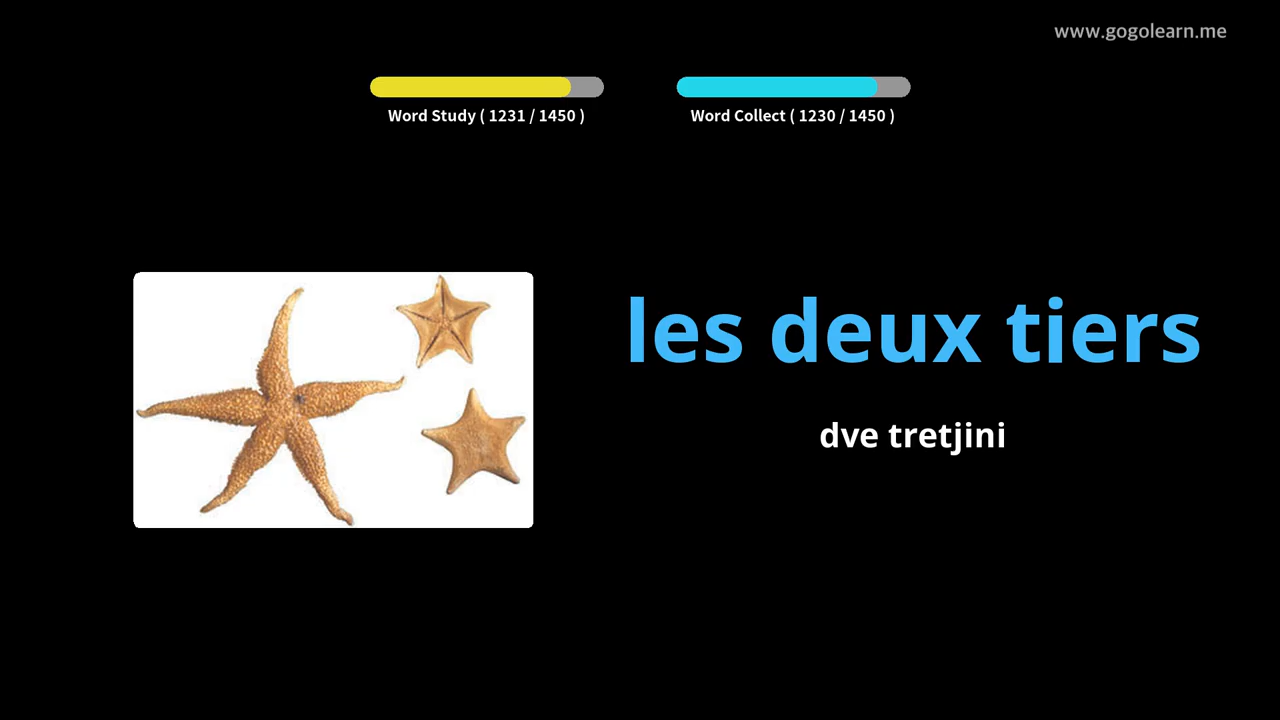 www.gogolearn.me
Word Study ( 1231 / 1450 )
Word Collect ( 1230 / 1450 )
les deux tiers
dve tretjini